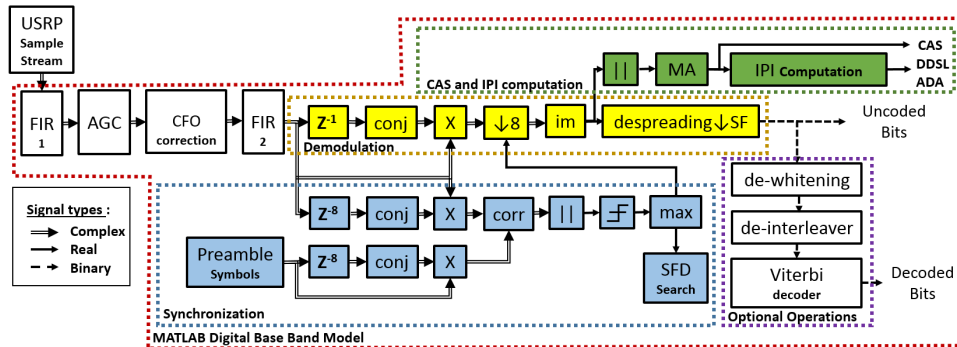 USRP
Sample
Stream
FIR
1
AGC
CFO
correction
FIR
2
Z-1
conj
X
↓8
im
despreading↓SF
Demodulation
||
MA
IPI Computation
CAS and IPI computation
CAS
DDSL
ADA
Uncoded
Bits
Z-8
conj
X
corr
||
max
Preamble
Symbols
Z-8
conj
X
SFD
Search
Synchronization
de-whitening
de-interleaver
Viterbi
decoder
Optional Operations
Decoded
Bits
Signal types :
Complex
Real
Binary
MATLAB Digital Base Band Model